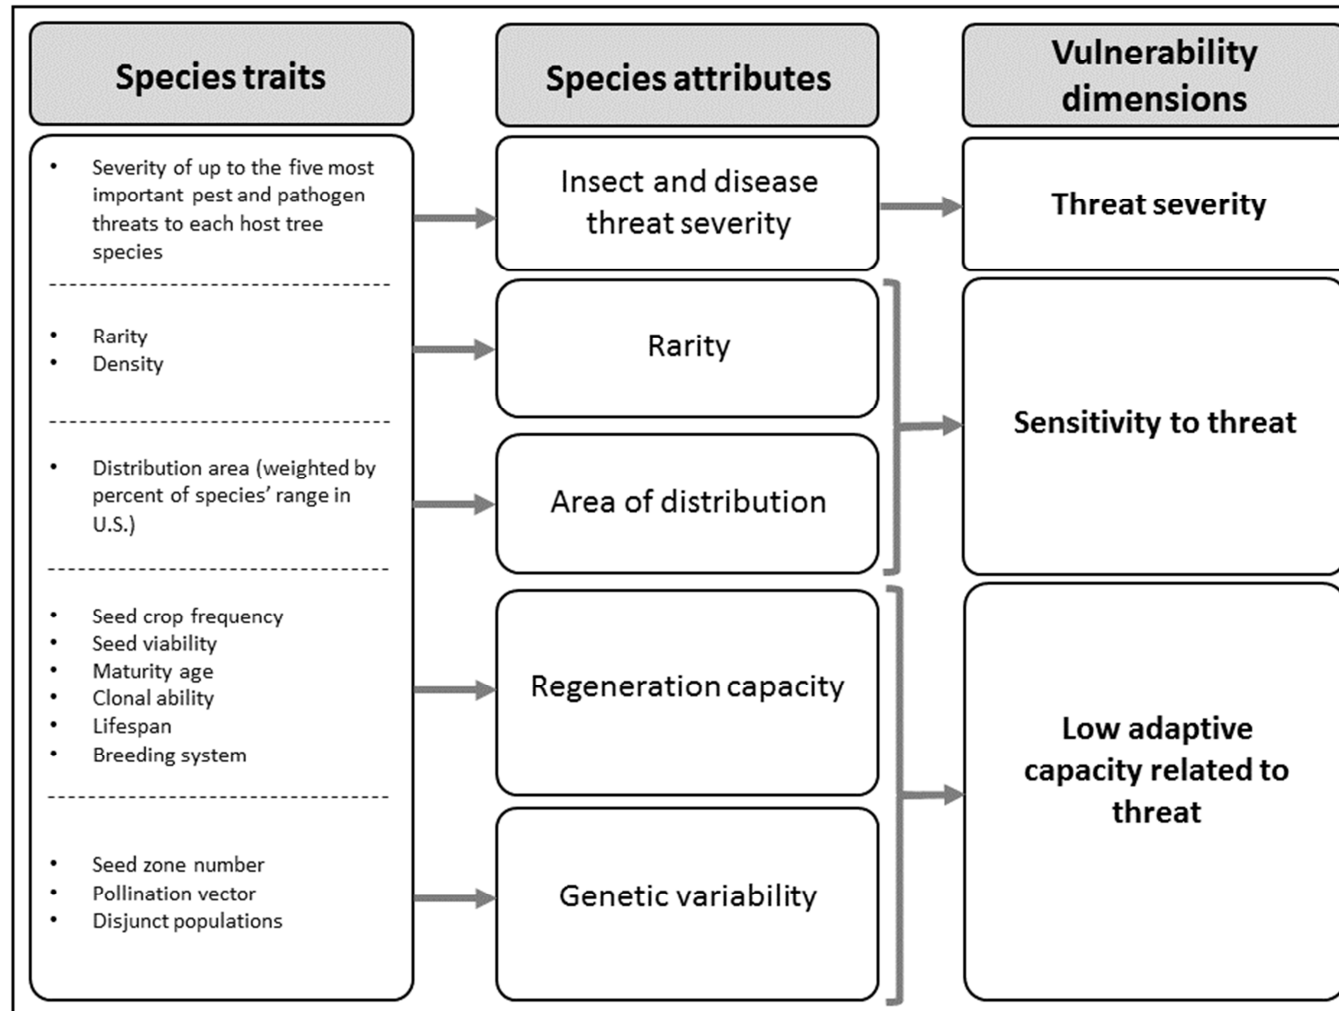 Species traits
Species attributes
Vulnerability
dimensions
• Severity of up to the five most
important pest and pathogen
threats to each host tree
species
Insect and disease
threat severity
Threat severity
• Rarity
• Density
Rarity
Sensitivity to threat
• Distribution area (weighted by
percent of species' range in
U.S.)
Area of distribution
• Seed crop frequency
• Seed viability
• Maturity age
• Clonal ability
• Lifespan
• Breeding system
Regeneration capacity
Low adaptive
capacity related to
threat
• Seed zone number
• Pollination vector
• Disjunct populations
Genetic variability